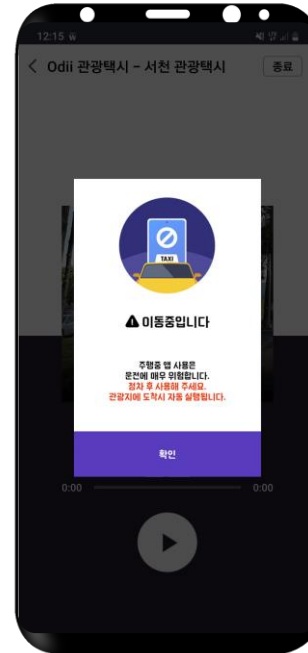 12:15
Odii 관광택시 - 서천 관광택시
종료
TAXI
이동중입니다
주행중 앱 사용은
운전에 매우 위험합니다.
정차 후 사용해 주세요.
관광지에 도착시 자동 실행됩니다.
확인
0:00
0:00